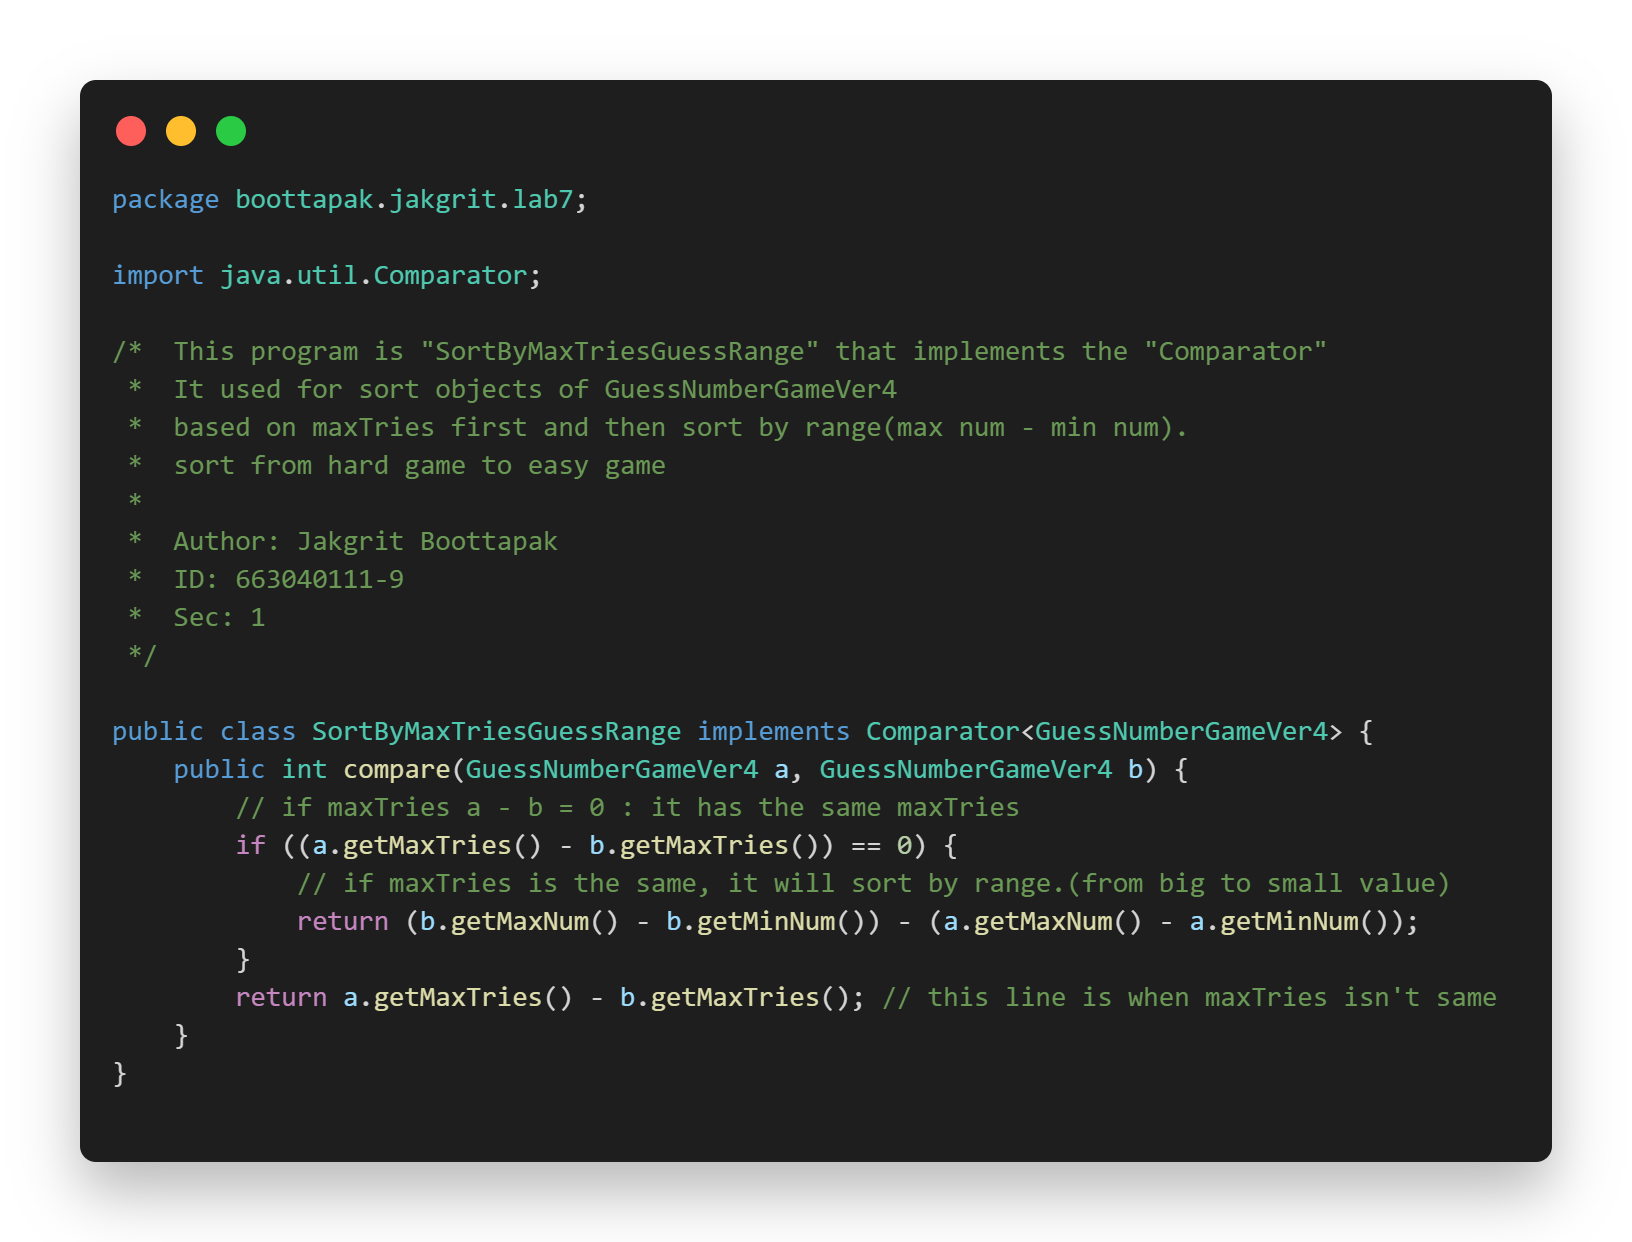 package boottapak.jakgrit.lab7;

import java.util.Comparator;

/*  This program is "SortByMaxTriesGuessRange" that implements the "Comparator"
 *  It used for sort objects of GuessNumberGameVer4
 *  based on maxTries first and then sort by range(max num - min num).
 *  sort from hard game to easy game
 *
 *  Author: Jakgrit Boottapak
 *  ID: 663040111-9
 *  Sec: 1
 */

public class SortByMaxTriesGuessRange implements Comparator<GuessNumberGameVer4> {
    public int compare(GuessNumberGameVer4 a, GuessNumberGameVer4 b) {
        // if maxTries a - b = 0 : it has the same maxTries
        if ((a.getMaxTries() - b.getMaxTries()) == 0) {
            // if maxTries is the same, it will sort by range.(from big to small value)
            return (b.getMaxNum() - b.getMinNum()) - (a.getMaxNum() - a.getMinNum());
        }
        return a.getMaxTries() - b.getMaxTries(); // this line is when maxTries isn't same
    }
}